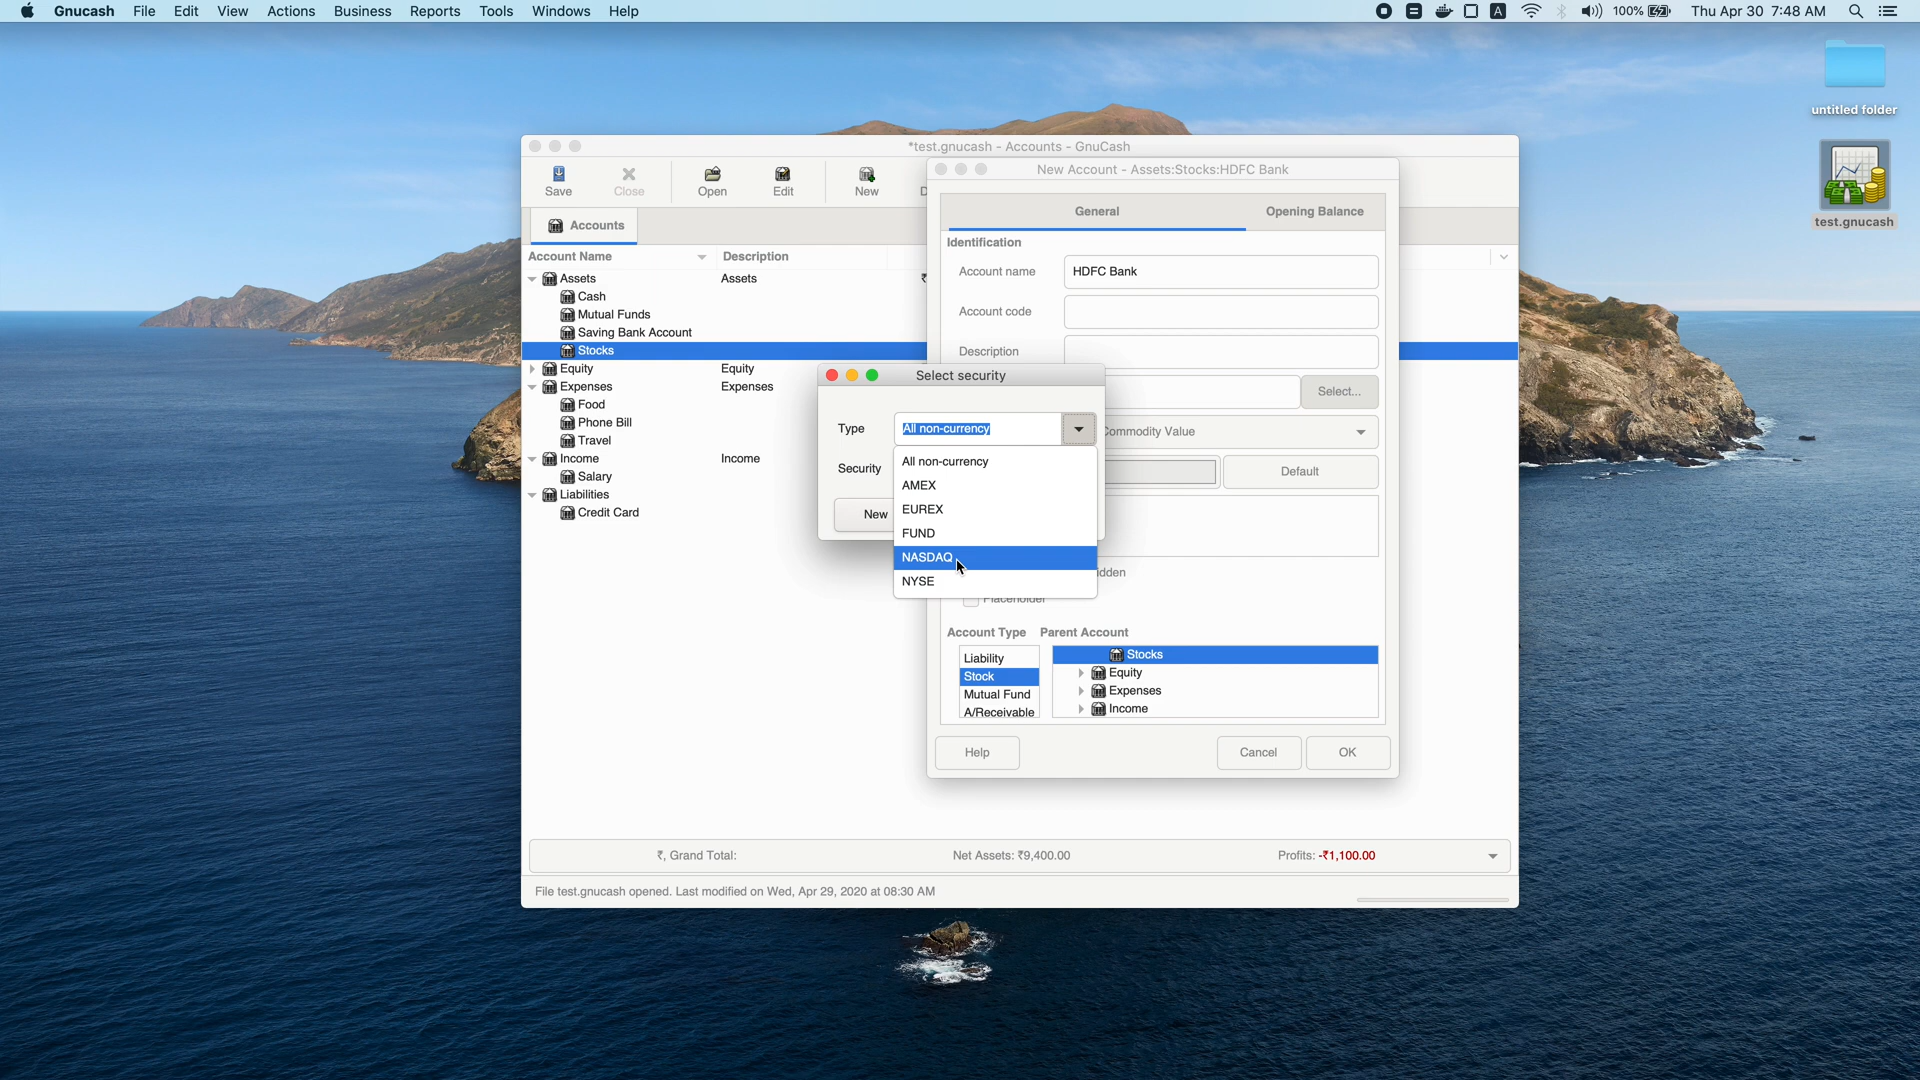 Gnucash File Edit View Actions Business Reports Tools Windows Help
A 100% Thu Apr 30 7:48 AM
untitled folder
test.gnucash
*test.gnucash - Accounts - GnuCash
Save Close Open Edit New
Accounts
Account Name Description
Assets Assets ₹
Cash
Mutual Funds
Saving Bank Account
Stocks
Equity Equity
Expenses Expenses
Food
Phone Bill
Travel
Income Income
Salary
Liabilities
Credit Card
New Account - Assets:Stocks:HDFC Bank
General Opening Balance
Identification
Account name HDFC Bank
Account code
Description
Select...
Commodity Value
Default
Placeholder
Account Type Parent Account
Liability
Stock
Mutual Fund
A/Receivable
Stocks
Equity
Expenses
Income
Help Cancel OK
Select security
Type All non-currency
Security
New
All non-currency
AMEX
EUREX
FUND
NASDAQ
NYSE
₹, Grand Total: Net Assets: ₹9,400.00 Profits: -₹1,100.00
File test.gnucash opened. Last modified on Wed, Apr 29, 2020 at 08:30 AM